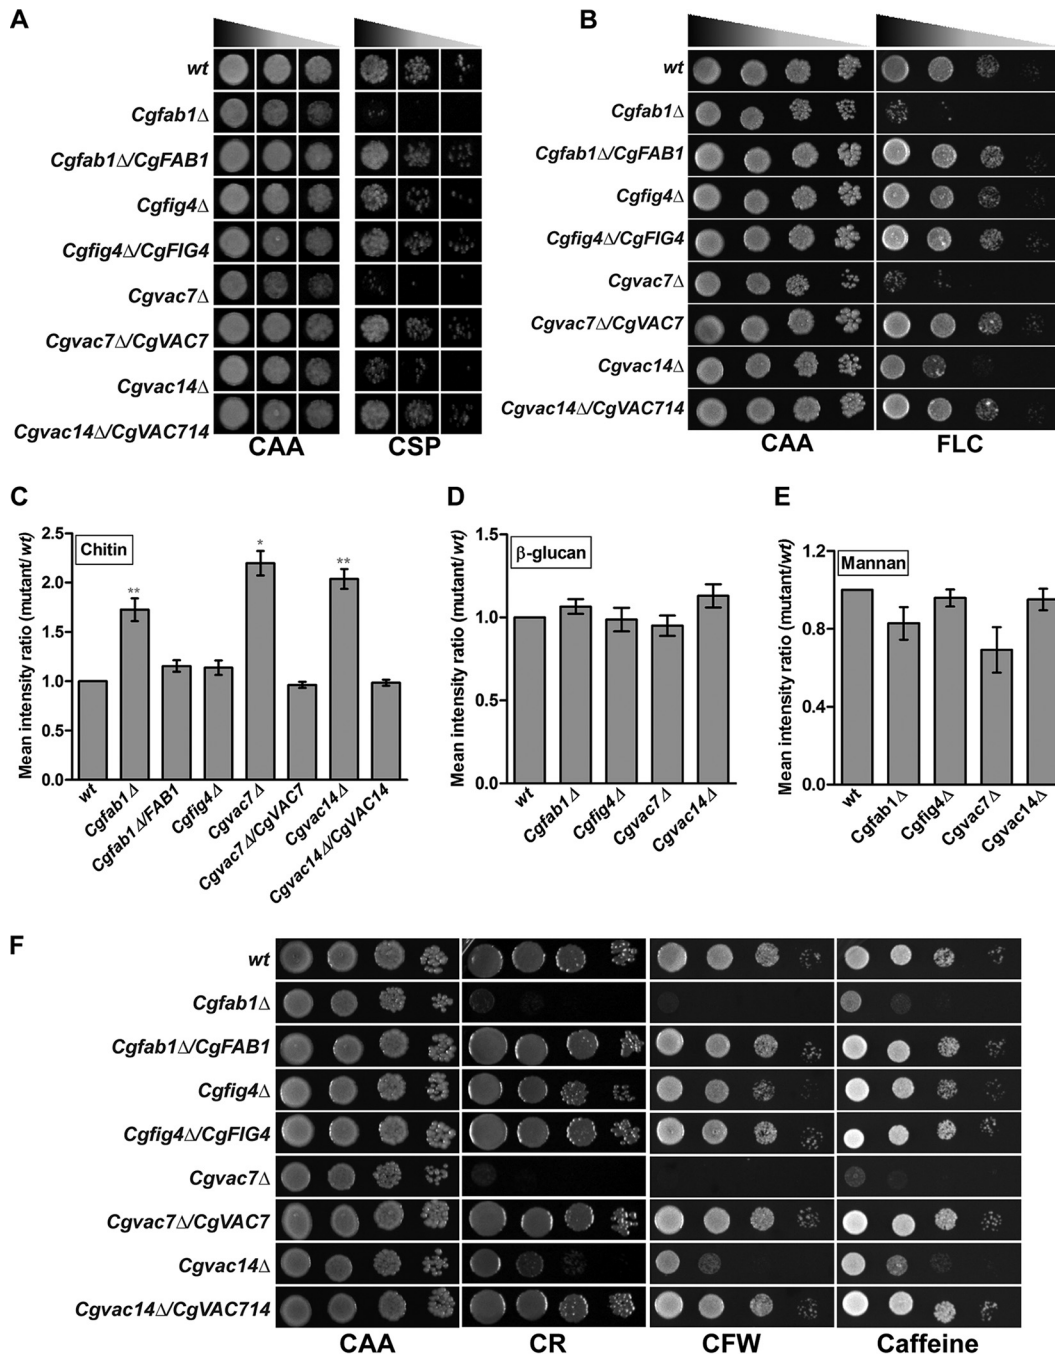 A
wt
Cgfab1Δ
Cgfab1Δ/CgFAB1
Cgfig4Δ
Cgfig4Δ/CgFIG4
Cgvac7Δ
Cgvac7Δ/CgVAC7
Cgvac14Δ
Cgvac14Δ/CgVAC714
CAA CSP
B
wt
Cgfab1Δ
Cgfab1Δ/CgFAB1
Cgfig4Δ
Cgfig4Δ/CgFIG4
Cgvac7Δ
Cgvac7Δ/CgVAC7
Cgvac14Δ
Cgvac14Δ/CgVAC714
CAA FLC
C
Mean intensity ratio (mutant/wt)
2.5
2.0
1.5
1.0
0.5
0.0
Chitin
**
*
**
wt
Cgfab1Δ
Cgfab1Δ/FAB1
Cgfig4Δ
Cgvac7Δ
Cgvac7Δ/CgVAC7
Cgvac14Δ
Cgvac14Δ/CgVAC14
D
Mean intensity ratio (mutant/wt)
1.5
1.0
0.5
0.0
β-glucan
wt
Cgfab1Δ
Cgfig4Δ
Cgvac7Δ
Cgvac14Δ
E
Mean intensity ratio (mutant/wt)
1.2
0.8
0.4
0.0
Mannan
wt
Cgfab1Δ
Cgfig4Δ
Cgvac7Δ
Cgvac14Δ
F
wt
Cgfab1Δ
Cgfab1Δ/CgFAB1
Cgfig4Δ
Cgfig4Δ/CgFIG4
Cgvac7Δ
Cgvac7Δ/CgVAC7
Cgvac14Δ
Cgvac14Δ/CgVAC714
CAA CR CFW Caffeine